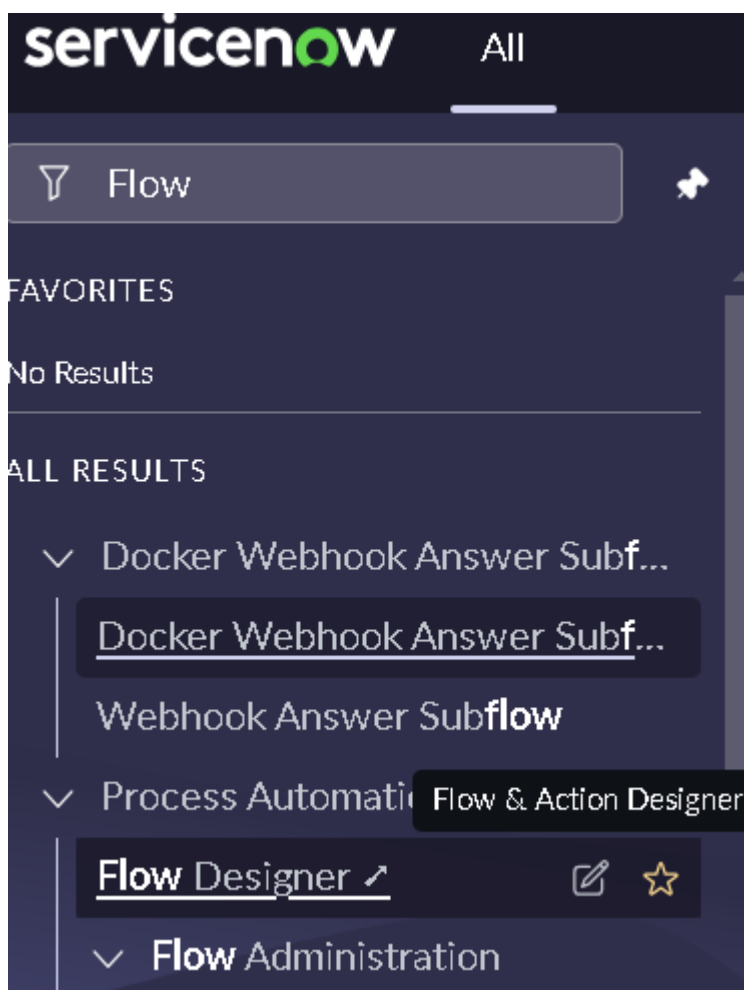 servicenow All
Flow
FAVORITES
No Results
ALL RESULTS
Docker Webhook Answer Subf...
Docker Webhook Answer Subf...
Webhook Answer Subflow
Process Automati
Flow & Action Designer
Flow Designer ➚
Flow Administration